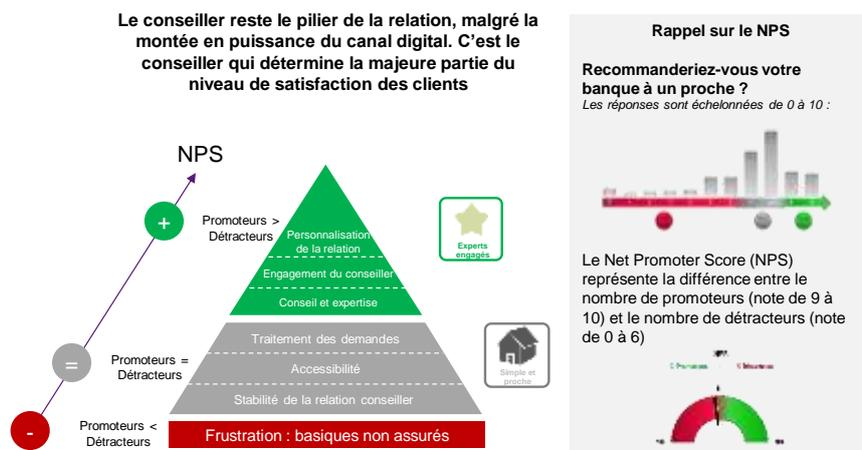 Le conseiller reste le pilier de la relation, malgré la
montée en puissance du canal digital. C'est le
conseiller qui détermine la majeure partie du
niveau de satisfaction des clients
NPS
+
Promoteurs >
Détracteurs
Personnalisation
de la relation
Engagement du conseiller
Conseil et expertise
Experts
engagés
=
Promoteurs =
Détracteurs
Traitement des demandes
Accessibilité
Stabilité de la relation conseiller
Simple et
proche
-
Promoteurs <
Détracteurs
Frustration : basiques non assurés
Rappel sur le NPS
Recommanderiez-vous votre
banque à un proche ?
Les réponses sont échelonnées de 0 à 10 :
Le Net Promoter Score (NPS)
représente la différence entre le
nombre de promoteurs (note de 9 à
10) et le nombre de détracteurs (note
de 0 à 6)